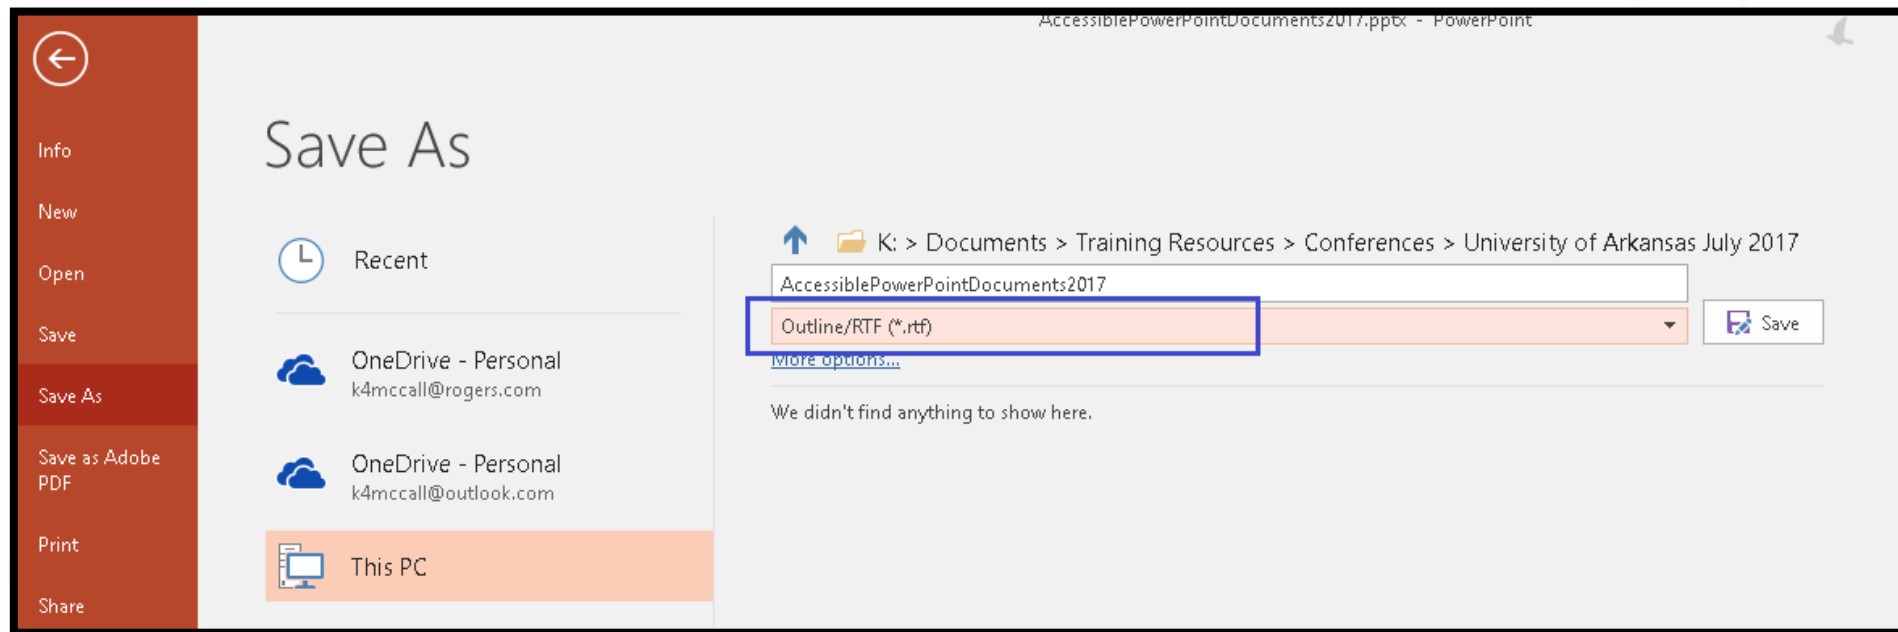 AccessiblePowerPointDocuments2017.pptx - PowerPoint
Info
New
Open
Save
Save As
Save as Adobe
PDF
Print
Share
Save As
Recent
OneDrive - Personal
k4mccall@rogers.com
OneDrive - Personal
k4mccall@outlook.com
This PC
K: > Documents > Training Resources > Conferences > University of Arkansas July 2017
AccessiblePowerPointDocuments2017
Outline/RTF (*.rtf)
Save
More options...
We didn't find anything to show here.